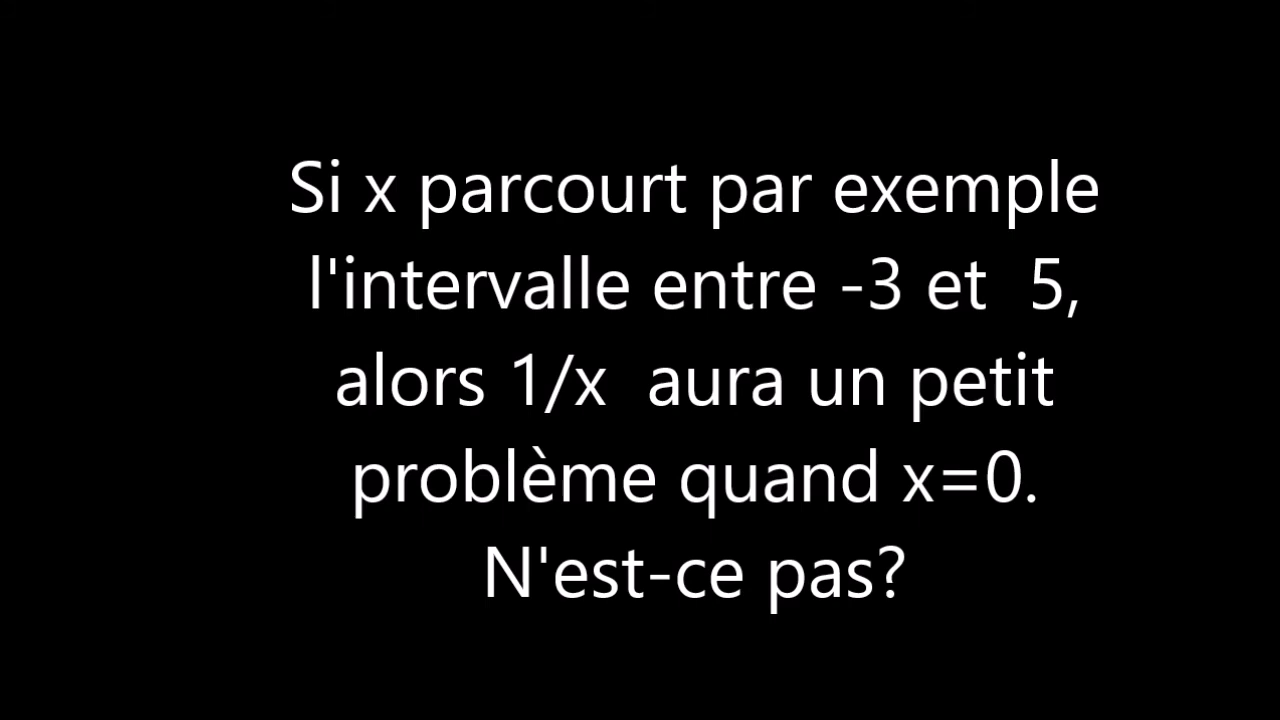 Si x parcourt par exemple
l'intervalle entre -3 et  5,
alors 1/x  aura un petit
problème quand x=0.
N'est-ce pas?